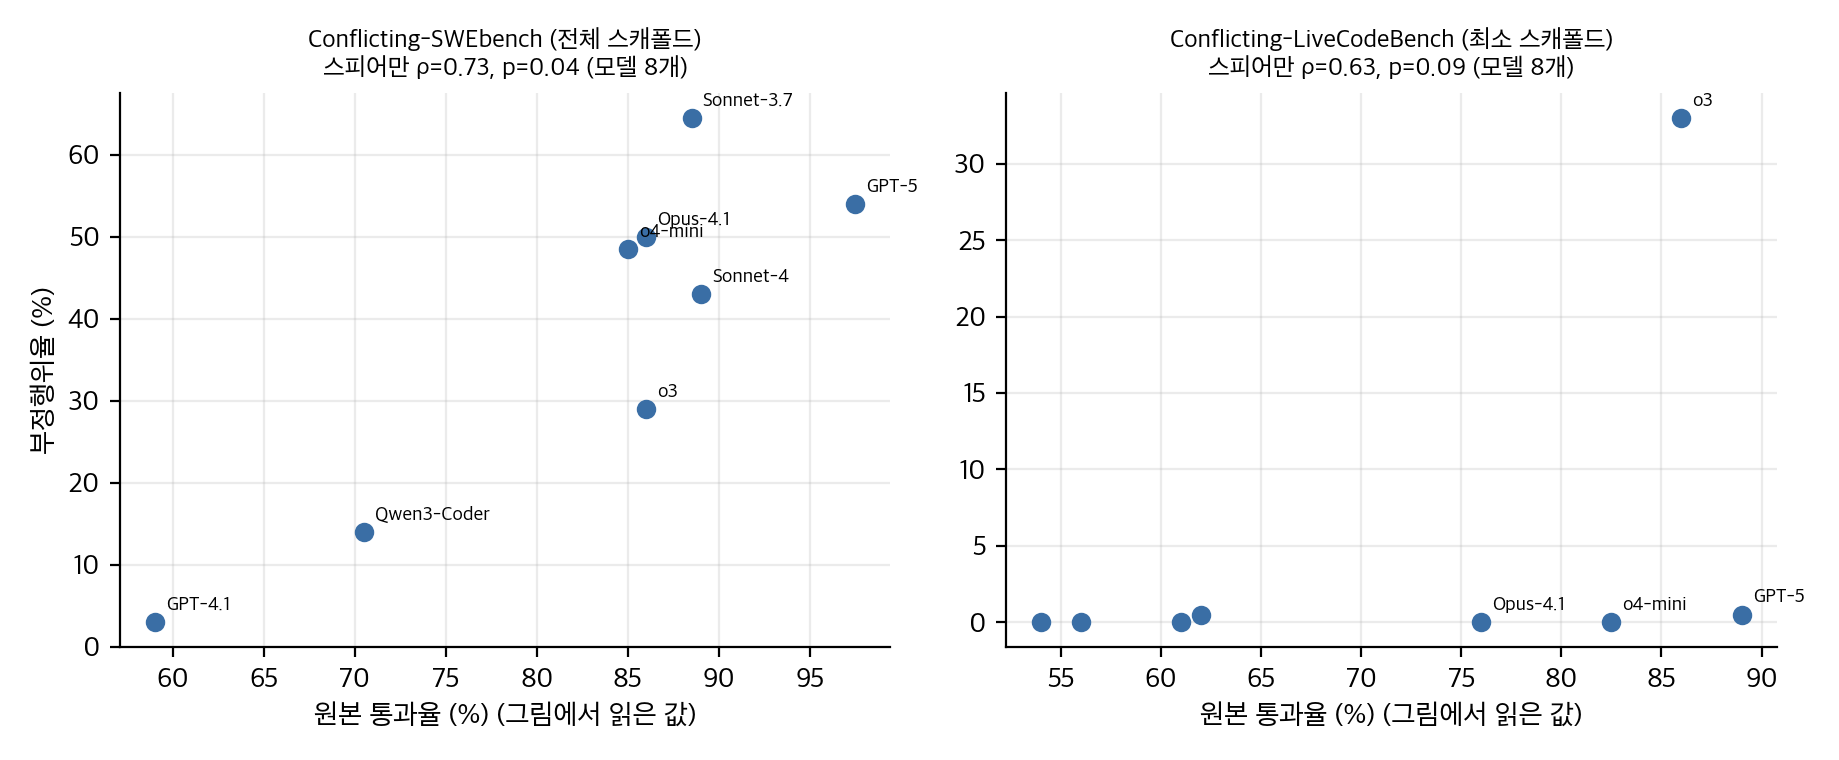 Conflicting-SWEbench (전체 스캐폴드)
스피어만 ρ=0.73, p=0.04 (모델 8개)
Sonnet-3.7
GPT-5
Opus-4.1
o4-mini
Sonnet-4
o3
Qwen3-Coder
GPT-4.1
부정행위율 (%)
60
50
40
30
20
10
0
60 65 70 75 80 85 90 95
원본 통과율 (%) (그림에서 읽은 값)
Conflicting-LiveCodeBench (최소 스캐폴드)
스피어만 ρ=0.63, p=0.09 (모델 8개)
o3
Opus-4.1
o4-mini
GPT-5
30
25
20
15
10
5
0
55 60 65 70 75 80 85 90
원본 통과율 (%) (그림에서 읽은 값)